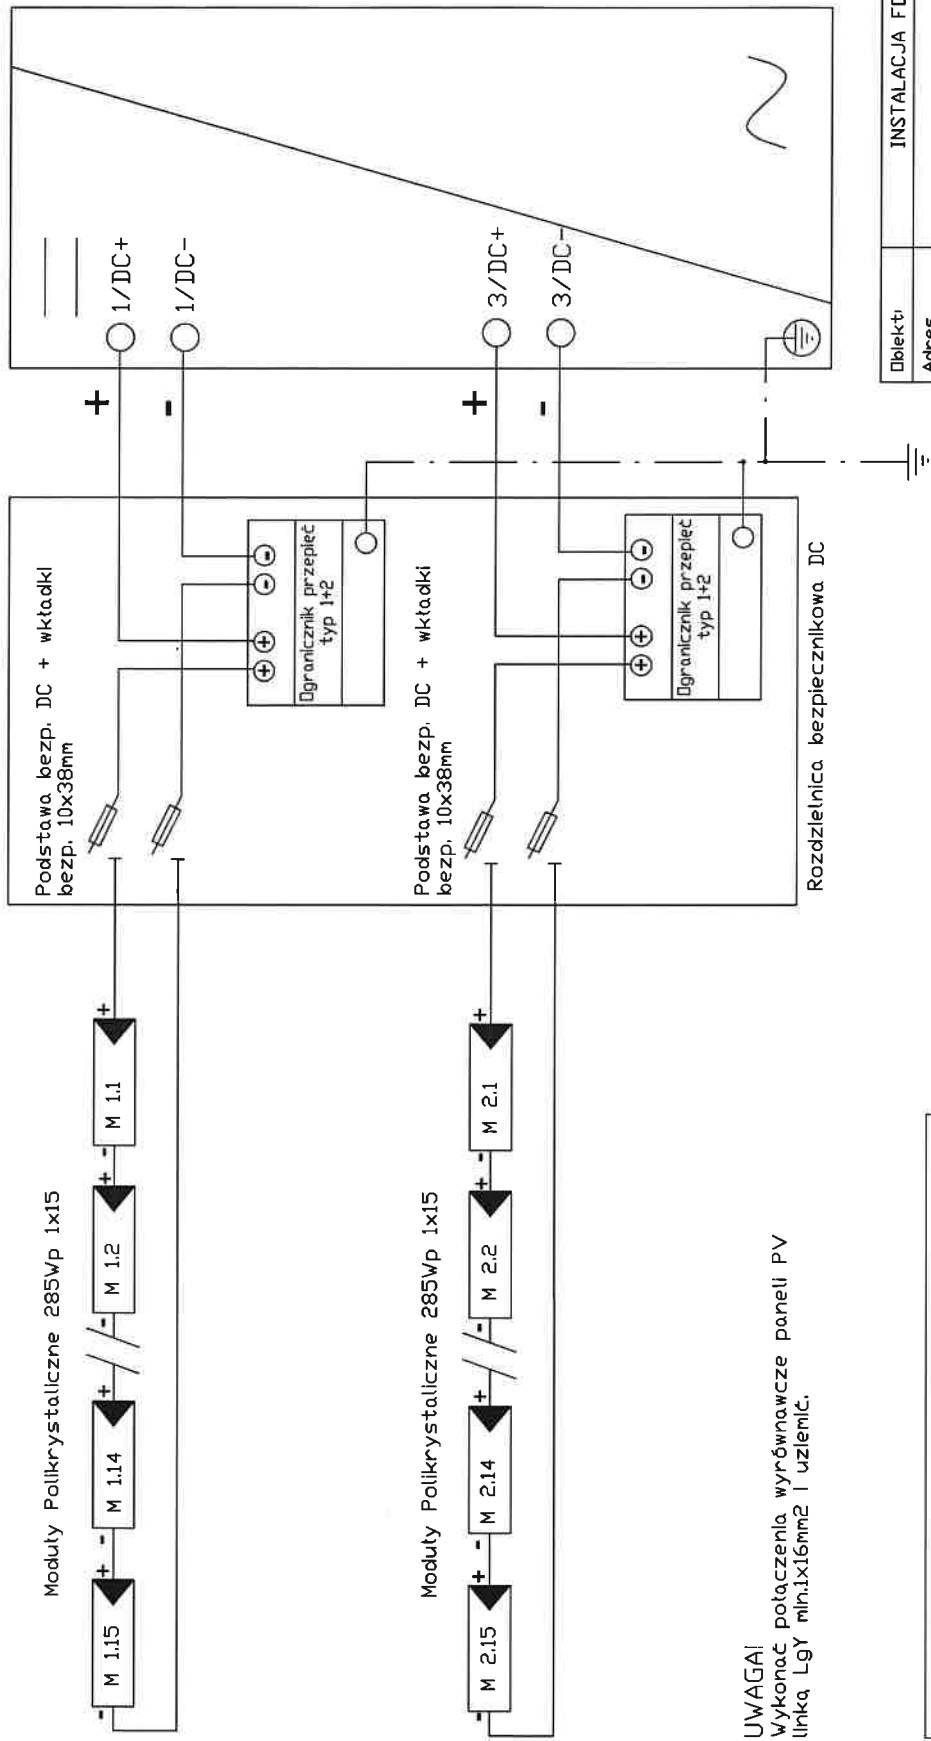 Moduły Polikrystaliczne 285Wp 1x15
M 1.15
M 1.14
M 1.2
M 1.1
- + - + - + - +
Podstawa bezp. DC + wkładki
bezp. 10x38mm
Ogranicznik przepięć
typ 1+2
+ + - -
+
-
1/DC+
1/DC-
Moduły Polikrystaliczne 285Wp 1x15
M 2.15
M 2.14
M 2.2
M 2.1
- + - + - + - +
Podstawa bezp. DC + wkładki
bezp. 10x38mm
Ogranicznik przepięć
typ 1+2
+ + - -
+
-
3/DC+
3/DC-
Rozdzielnica bezpiecznikowa DC
UWAGA!
Wykonać połączenia wyrównawcze paneli PV
linką LgY min.1x16mm2 i uziemić.
Obiekt:
INSTALACJA
Adres